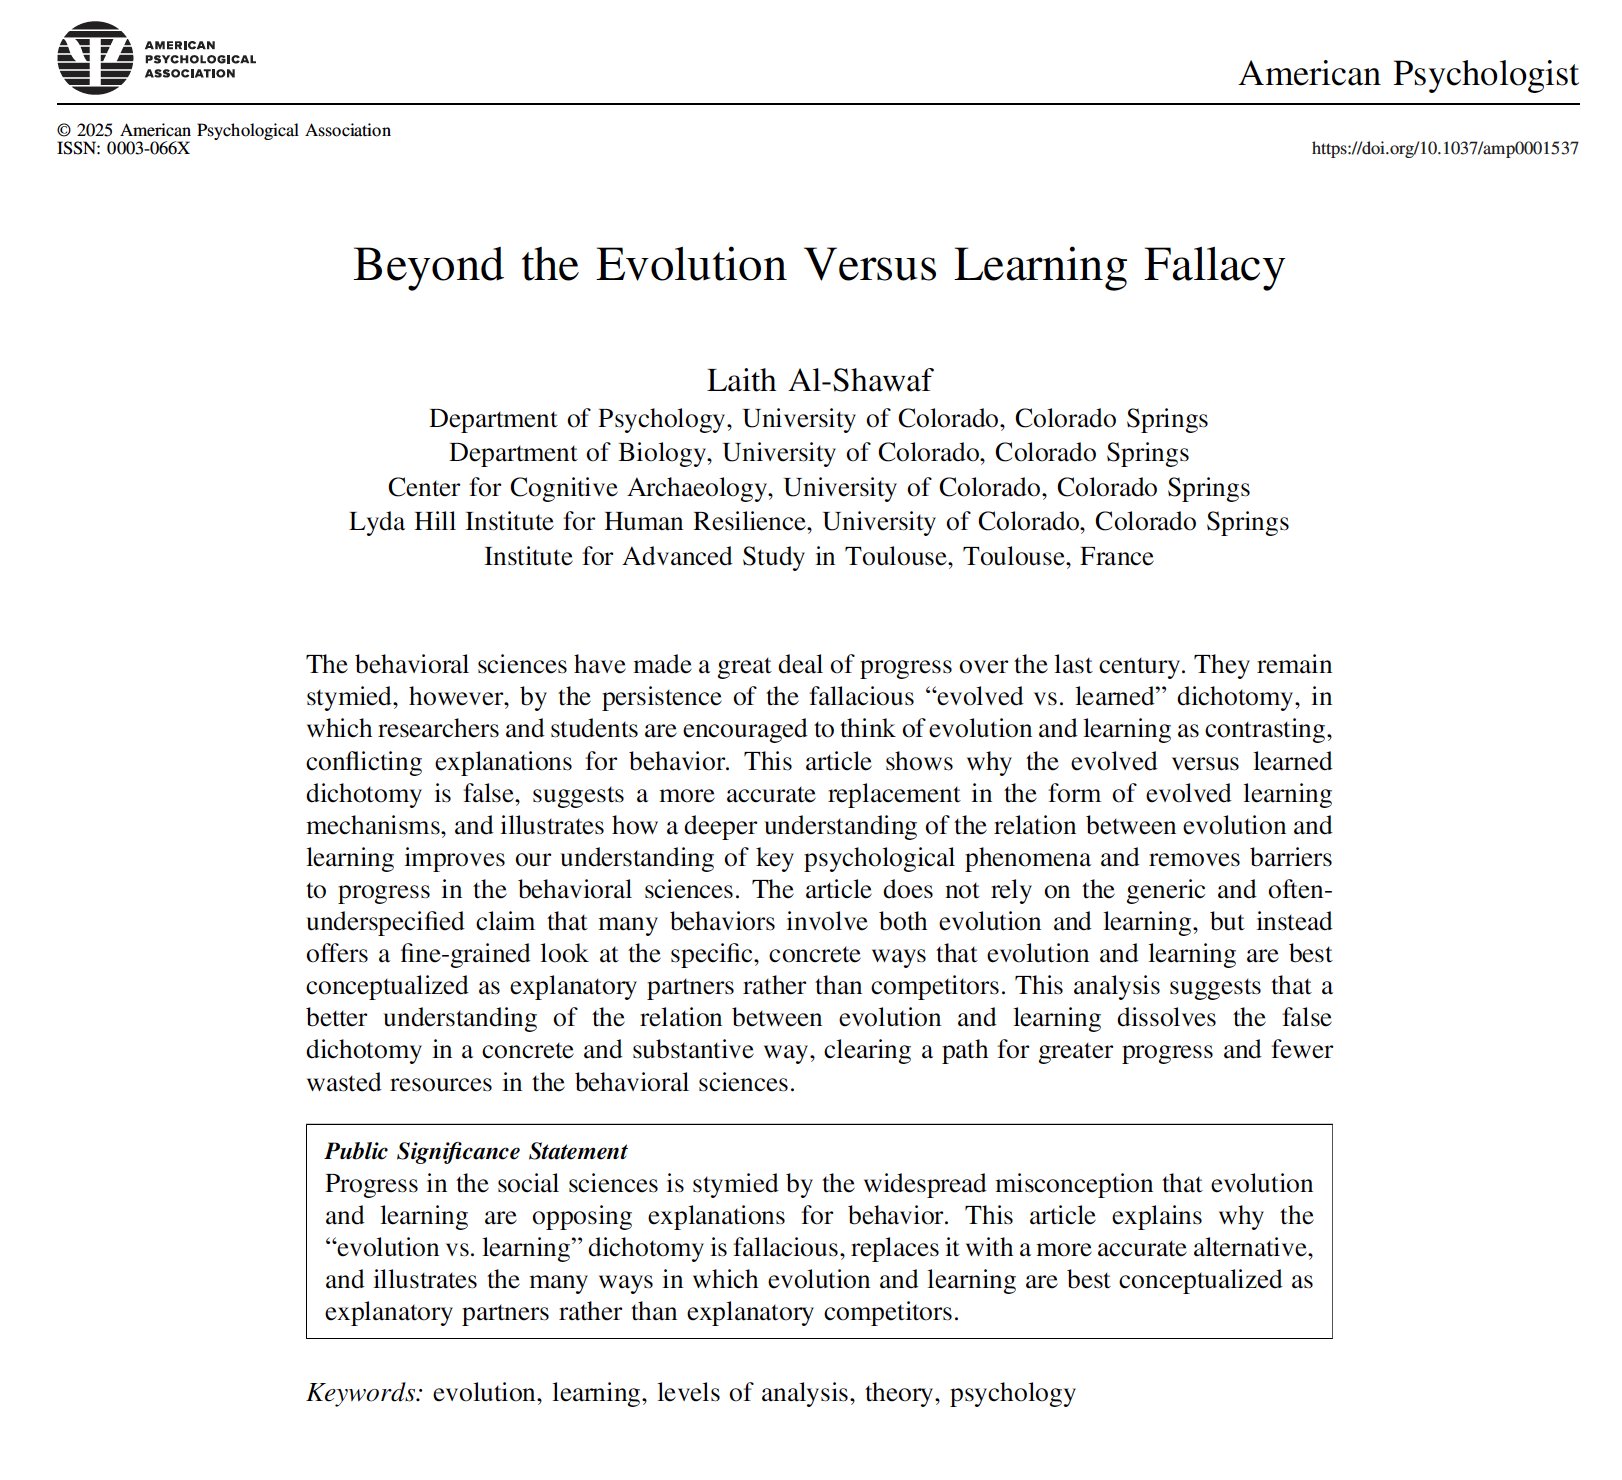 AMERICAN
PSYCHOLOGICAL
ASSOCIATION
American Psychologist
© 2025 American Psychological Association
ISSN: 0003-066X
https://doi.org/10.1037/amp0001537
Beyond the Evolution Versus Learning Fallacy
Laith Al-Shawaf
Department of Psychology, University of Colorado, Colorado Springs
Department of Biology, University of Colorado, Colorado Springs
Center for Cognitive Archaeology, University of Colorado, Colorado Springs
Lyda Hill Institute for Human Resilience, University of Colorado, Colorado Springs
Institute for Advanced Study in Toulouse, Toulouse, France
The behavioral sciences have made a great deal of progress over the last century. They remain
stymied, however, by the persistence of the fallacious “evolved vs. learned” dichotomy, in
which researchers and students are encouraged to think of evolution and learning as contrasting,
conflicting explanations for behavior. This article shows why the evolved versus learned
dichotomy is false, suggests a more accurate replacement in the form of evolved learning
mechanisms, and illustrates how a deeper understanding of the relation between evolution and
learning improves our understanding of key psychological phenomena and removes barriers
to progress in the behavioral sciences. The article does not rely on the generic and often-
underspecified claim that many behaviors involve both evolution and learning, but instead
offers a fine-grained look at the specific, concrete ways that evolution and learning are best
conceptualized as explanatory partners rather than competitors. This analysis suggests that a
better understanding of the relation between evolution and learning dissolves the false
dichotomy in a concrete and substantive way, clearing a path for greater progress and fewer
wasted resources in the behavioral sciences.
Public Significance Statement
Progress in the social sciences is stymied by the widespread misconception that evolution
and learning are opposing explanations for behavior. This article explains why the
“evolution vs. learning” dichotomy is fallacious, replaces it with a more accurate alternative,
and illustrates the many ways in which evolution and learning are best conceptualized as
explanatory partners rather than explanatory competitors.
Keywords: evolution, learning, levels of analysis, theory, psychology